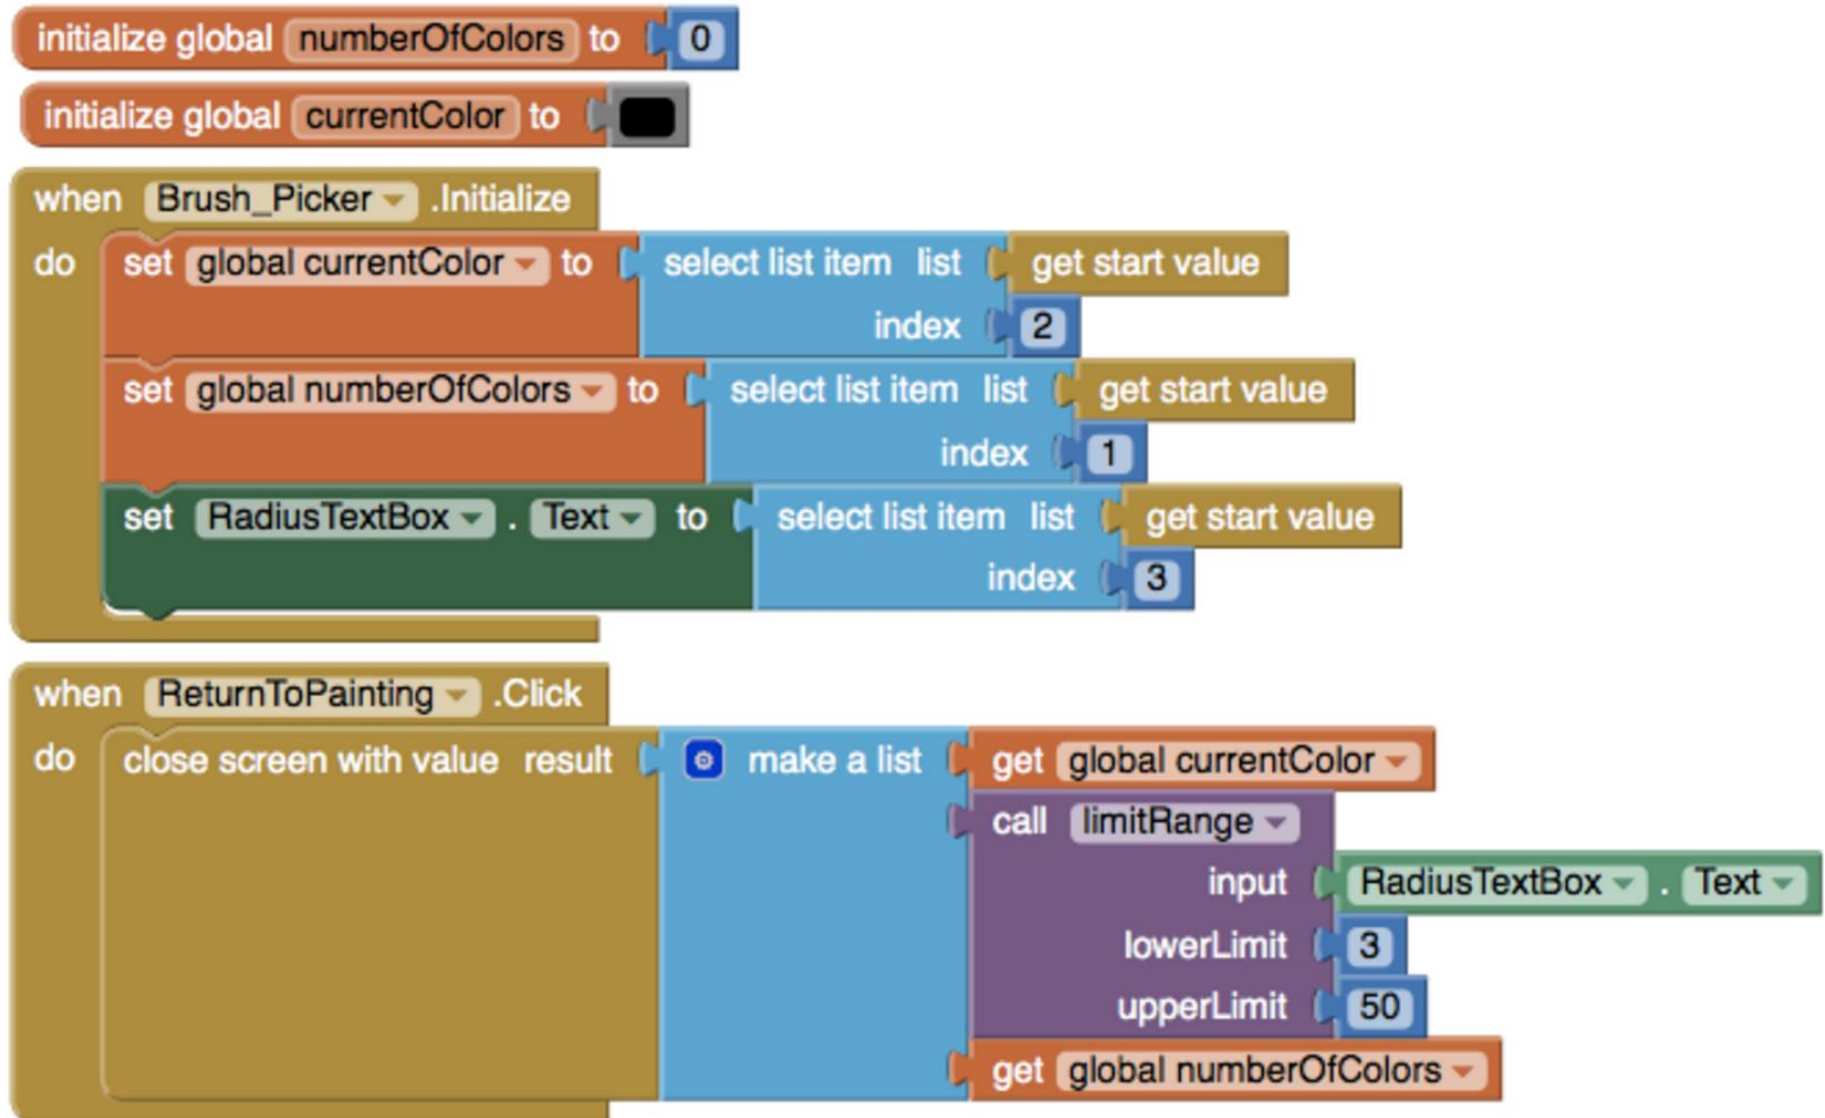 initialize global numberOfColors to 0
initialize global currentColor to
when Brush_Picker .Initialize
do set global currentColor to select list item list get start value
index 2
set global numberOfColors to select list item list get start value
index 1
set RadiusTextBox . Text to select list item list get start value
index 3
when ReturnToPainting .Click
do close screen with value result make a list get global currentColor
call limitRange
input RadiusTextBox . Text
lowerLimit 3
upperLimit 50
get global numberOfColors